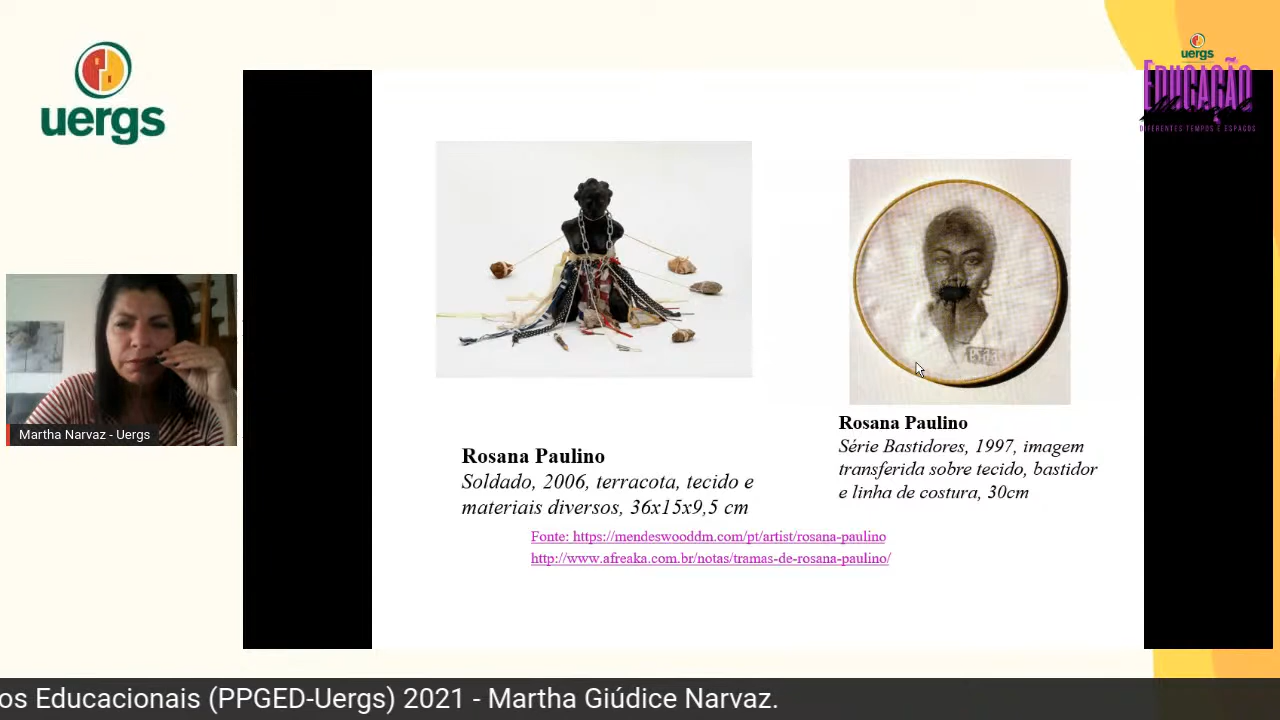 uergs
uergs
EDUCAÇÃO
Musical
DIFERENTES TEMPOS E ESPAÇOS
Martha Narvaz - Uergs
Rosana Paulino
Soldado, 2006, terracota, tecido e
materiais diversos, 36x15x9,5 cm
Rosana Paulino
Série Bastidores, 1997, imagem
transferida sobre tecido, bastidor
e linha de costura, 30cm
Fonte: https://mendeswooddm.com/pt/artist/rosana-paulino
http://www.afreaka.com.br/notas/tramas-de-rosana-paulino/
os Educacionais (PPGED-Uergs) 2021 - Martha Giúdice Narvaz.